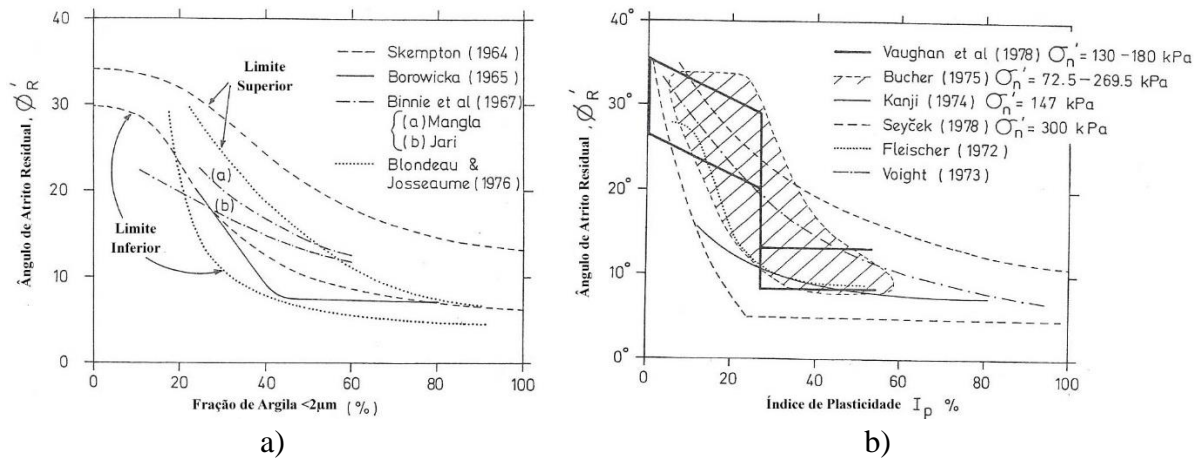 40
30
20
10
0
0
20
40
60
80
100
Ângulo de Atrito Residual, Ø'R
Fração de Argila <2µm (%)
Limite
Superior
Limite
Inferior
(a)
(b)
Skempton (1964)
Borowicka (1965)
Binnie et al (1967)
(a) Mangla
(b) Jari
Blondeau &
Josseaume (1976)
a)
40°
30°
20°
10°
0°
0
20
40
60
80
100
Ângulo de Atrito Residual, Ø'R
Índice de Plasticidade Ip %
Vaughan et al (1978) σn' = 130 – 180 kPa
Bucher (1975) σn' = 72.5 – 269.5 kPa
Kanji (1974) σn' = 147 kPa
Seyček (1978) σn' = 300 kPa
Fleischer (1972)
Voight (1973)
b)